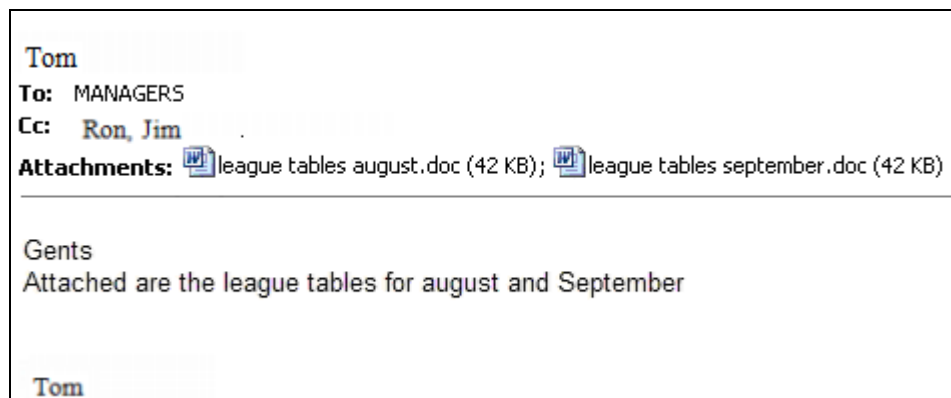 Tom
To: MANAGERS
Cc: Ron, Jim .
Attachments: league tables august.doc (42 KB); league tables september.doc (42 KB)
Gents
Attached are the league tables for august and September
Tom